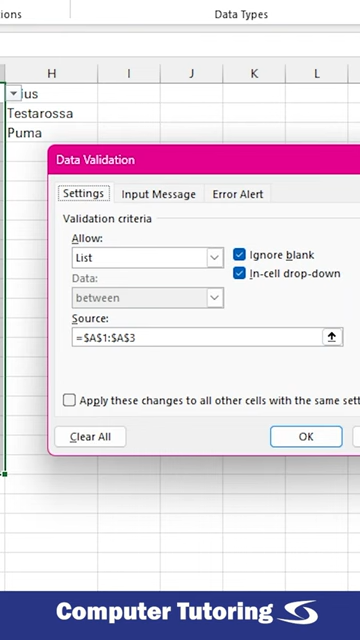 ions
Data Types
H I J K L
ius
Testarossa
Puma
Data Validation
Settings Input Message Error Alert
Validation criteria
Allow:
List
Ignore blank
In-cell drop-down
Data:
between
Source:
=$A$1:$A$3
Apply these changes to all other cells with the same sett
Clear All
OK
Computer Tutoring